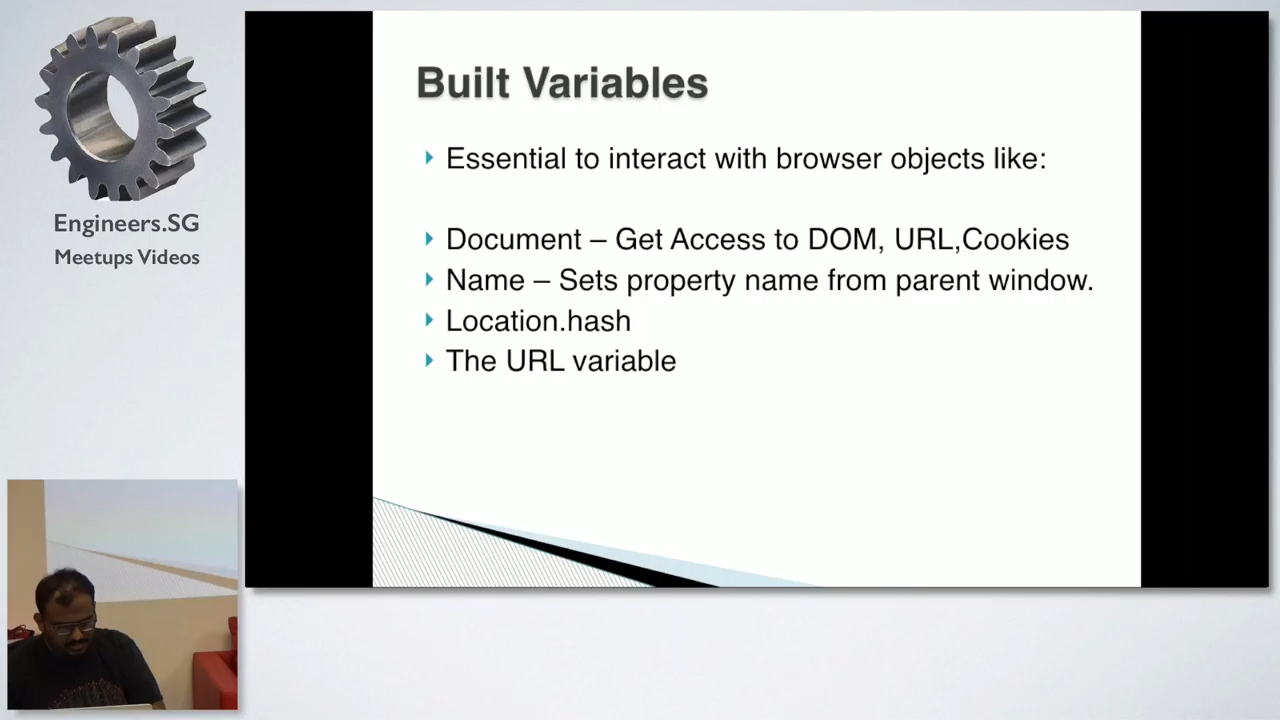 Engineers.SG
Meetups Videos
Built Variables
Essential to interact with browser objects like:
Document – Get Access to DOM, URL,Cookies
Name – Sets property name from parent window.
Location.hash
The URL variable